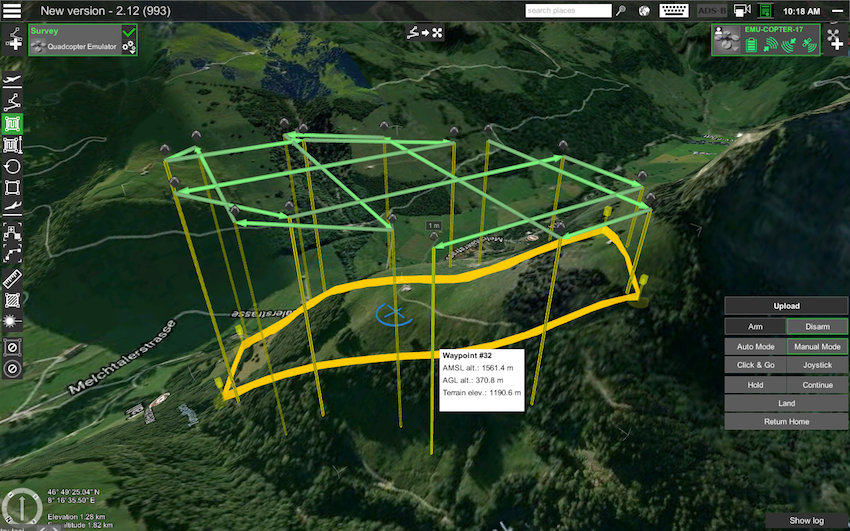 New version - 2.12 (993)
search places
ADS-B
10:18 AM
Survey
Quadcopter Emulator
EMU-COPTER-17
1 m
Melchtalerstrasse
Waypoint #32
AMSL alt.: 1561.4 m
AGL alt.: 370.8 m
Terrain elev.: 1190.6 m
Upload
Arm
Disarm
Auto Mode
Manual Mode
Click & Go
Joystick
Hold
Continue
Land
Return Home
46° 49'25.04" N
8° 16'35.50" E
Elevation 1.28 km
altitude 1.82 km
Show log